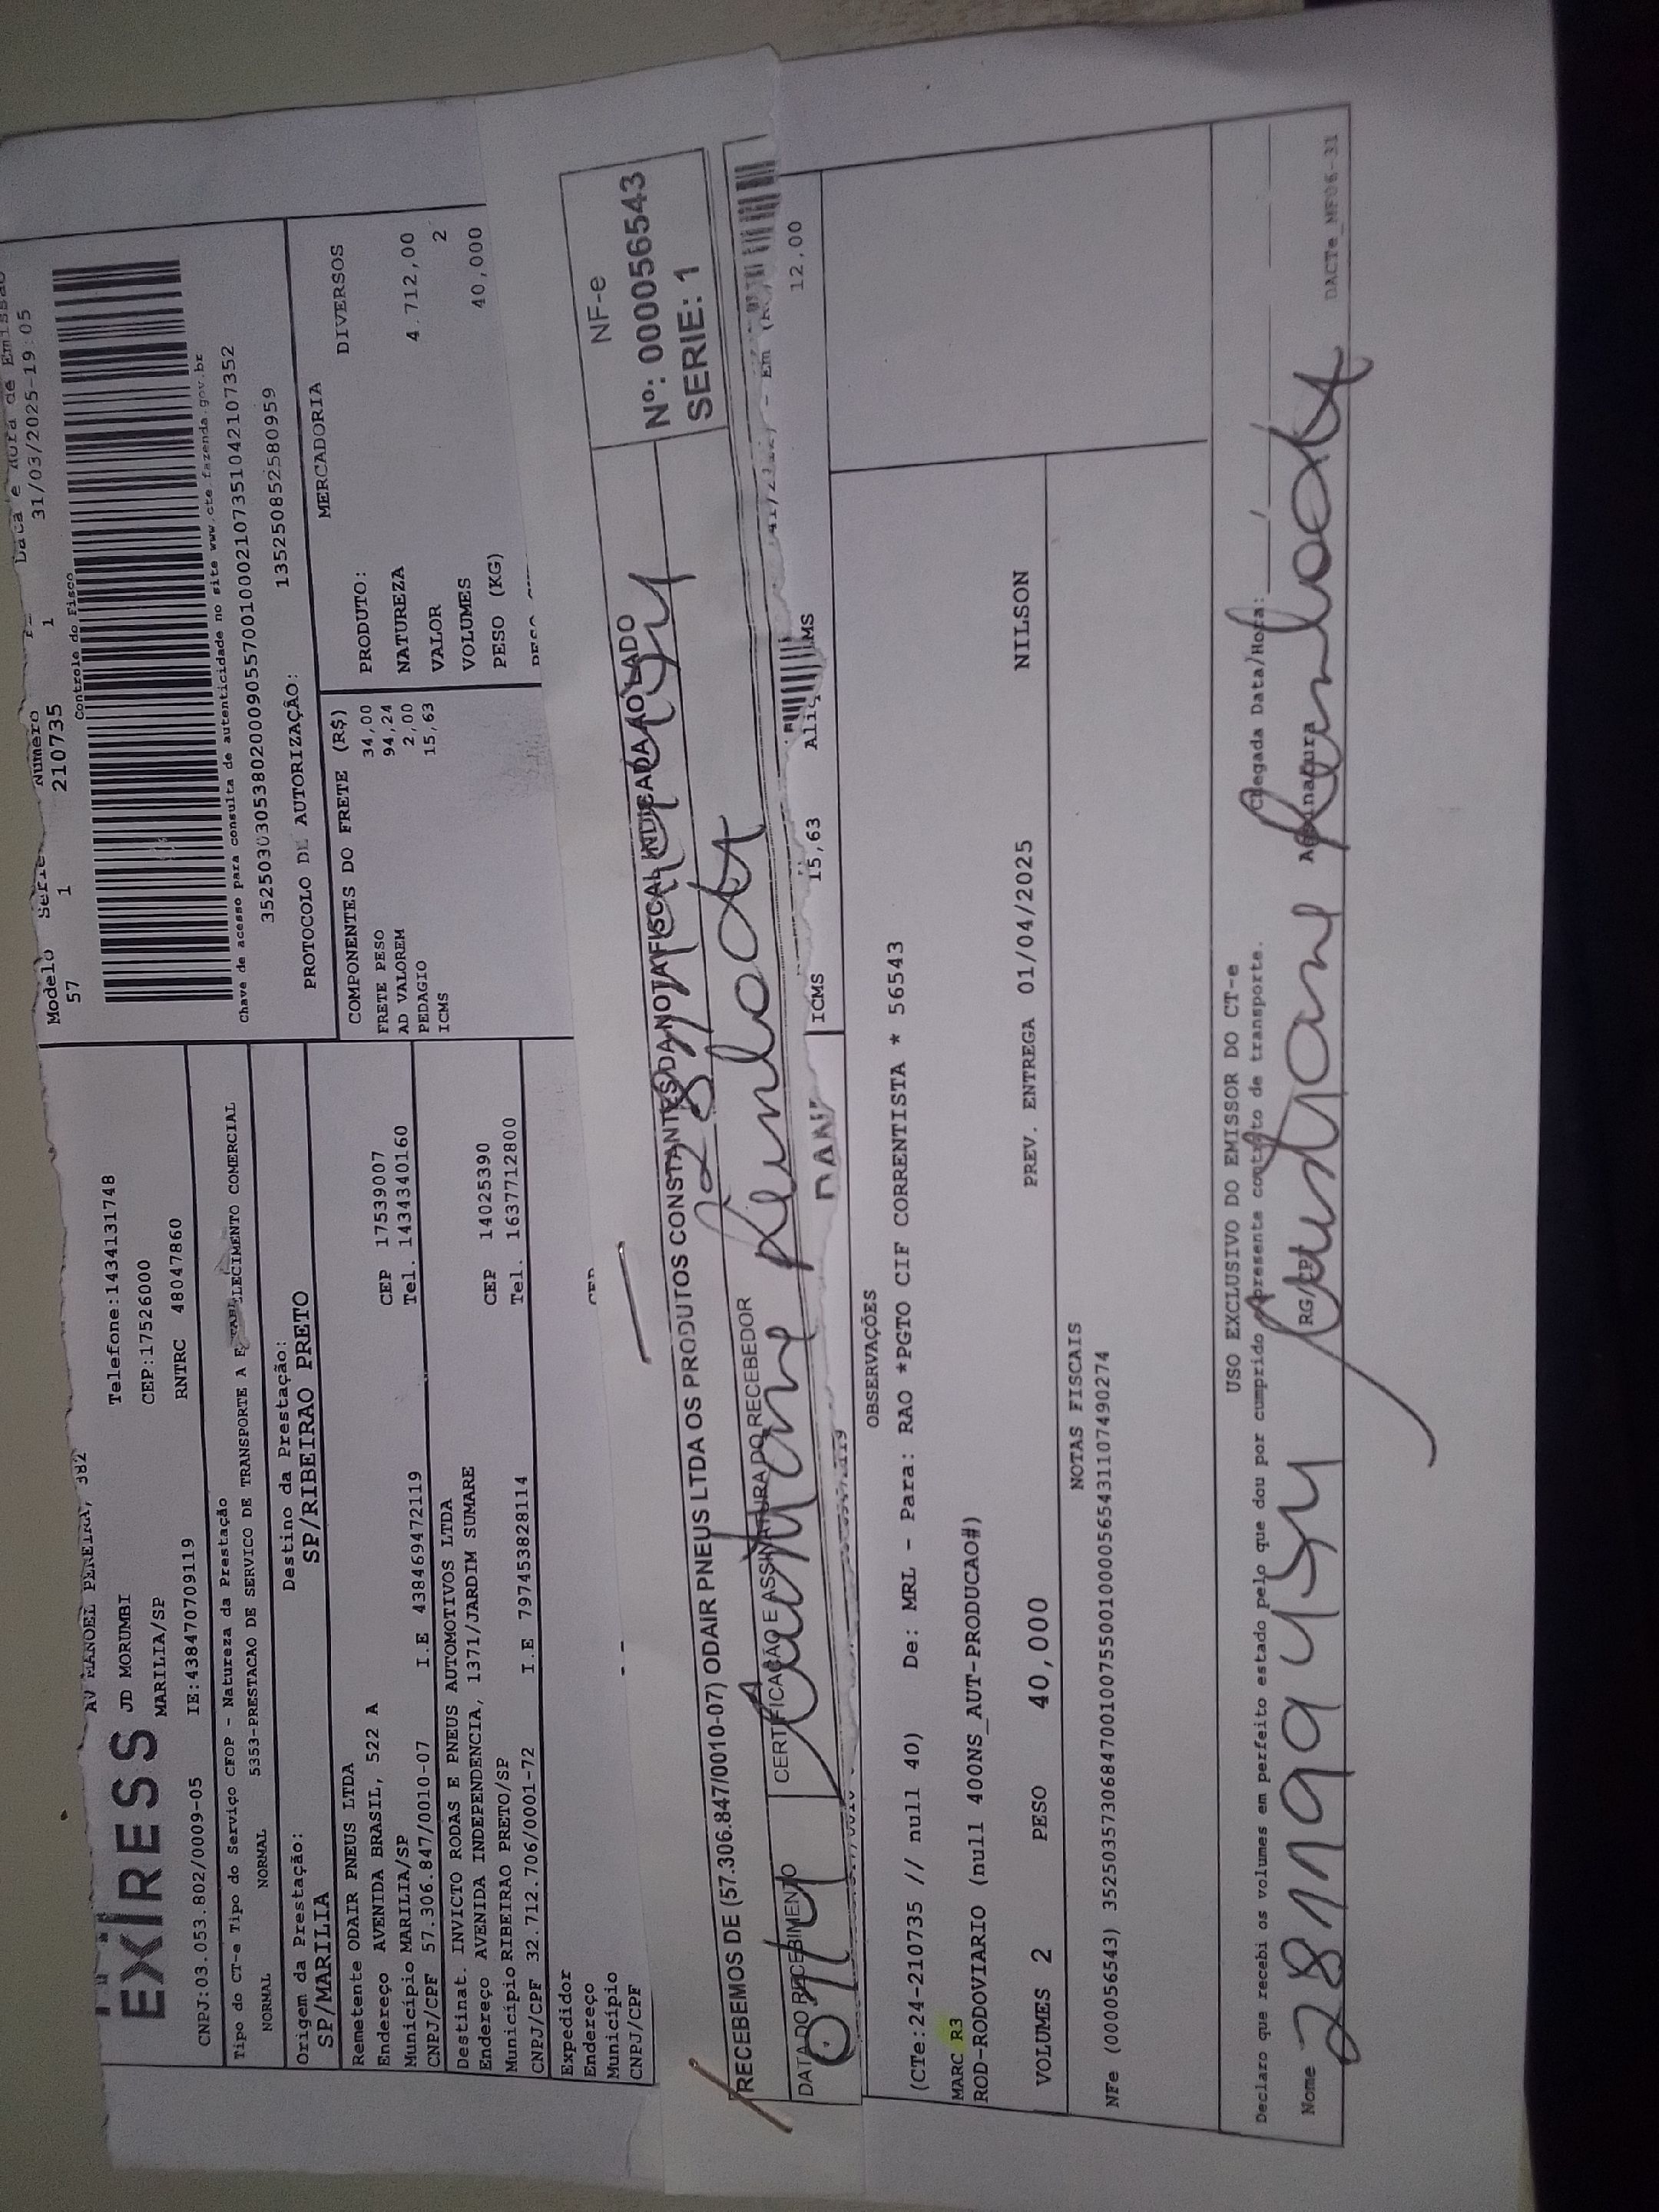 Data e Hora de Emissão
Modelo Série Número
57 1 210735 1 31/03/2025-19:05
Controle do Fisco
AV MANOEL PEREIRA, 382
EXPRESS
JD MORUMBI Telefone:1434131748
MARILIA/SP CEP:17526000
CNPJ:03.053.802/0009-05 IE:438470709119 RNTRC 48047860
Chave de acesso para consulta de autenticidade no site www.cte.fazenda.gov.br
35250303053802000905570010002107351042107352
PROTOCOLO DE AUTORIZAÇÃO: 135250852580959
Tipo do CT-e Tipo do Serviço CFOP - Natureza da Prestação
NORMAL NORMAL 5353-PRESTACAO DE SERVICO DE TRANSPORTE A ESTABELECIMENTO COMERCIAL
Origem da Prestação: Destino da Prestação:
SP/MARILIA SP/RIBEIRAO PRETO
Remetente ODAIR PNEUS LTDA
Endereço AVENIDA BRASIL, 522 A CEP 17539007
Município MARILIA/SP Tel. 1434340160
CNPJ/CPF 57.306.847/0010-07 I.E 438469472119
Destinat. INVICTO RODAS E PNEUS AUTOMOTIVOS LTDA
Endereço AVENIDA INDEPENDENCIA, 1371/JARDIM SUMARE CEP 14025390
Município RIBEIRAO PRETO/SP Tel. 1637712800
CNPJ/CPF 32.712.706/0001-72 I.E 797453828114
Expedidor
Endereço
Município
CNPJ/CPF
CEP
COMPONENTES DO FRETE (R$)
FRETE PESO 34,00
AD VALOREM 94,24
PEDAGIO 2,00
ICMS 15,63
MERCADORIA
PRODUTO: DIVERSOS
NATUREZA
VALOR 4.712,00
VOLUMES 2
PESO (KG) 40,000
RECEBEMOS DE (57.306.847/0010-07) ODAIR PNEUS LTDA OS PRODUTOS CONSTANTES DA NOTA FISCAL INDICADA AO LADO
NF-e
Nº: 000056543
SERIE: 1
DATA DO RECEBIMENTO CERTIFICAÇÃO E ASSINATURA DO RECEBEDOR
ICMS 15,63 12,00
OBSERVAÇÕES
(CTe:24-210735 // null 40) De: MRL - Para: RAO *PGTO CIF CORRENTISTA * 56543
MARC R3
ROD-RODOVIARIO (null 400NS_AUT-PRODUCAO#)
VOLUMES 2 PESO 40,000 PREV. ENTREGA 01/04/2025 NILSON
NOTAS FISCAIS
NFe (000056543) 35250357306847001007550010000565431107490274
USO EXCLUSIVO DO EMISSOR DO CT-e
Declaro que recebi os volumes em perfeito estado pelo que dou por cumprido o presente contrato de transporte. Chegada Data/Hora:
Nome RG/CPF Assinatura
DACTe_MF06-31